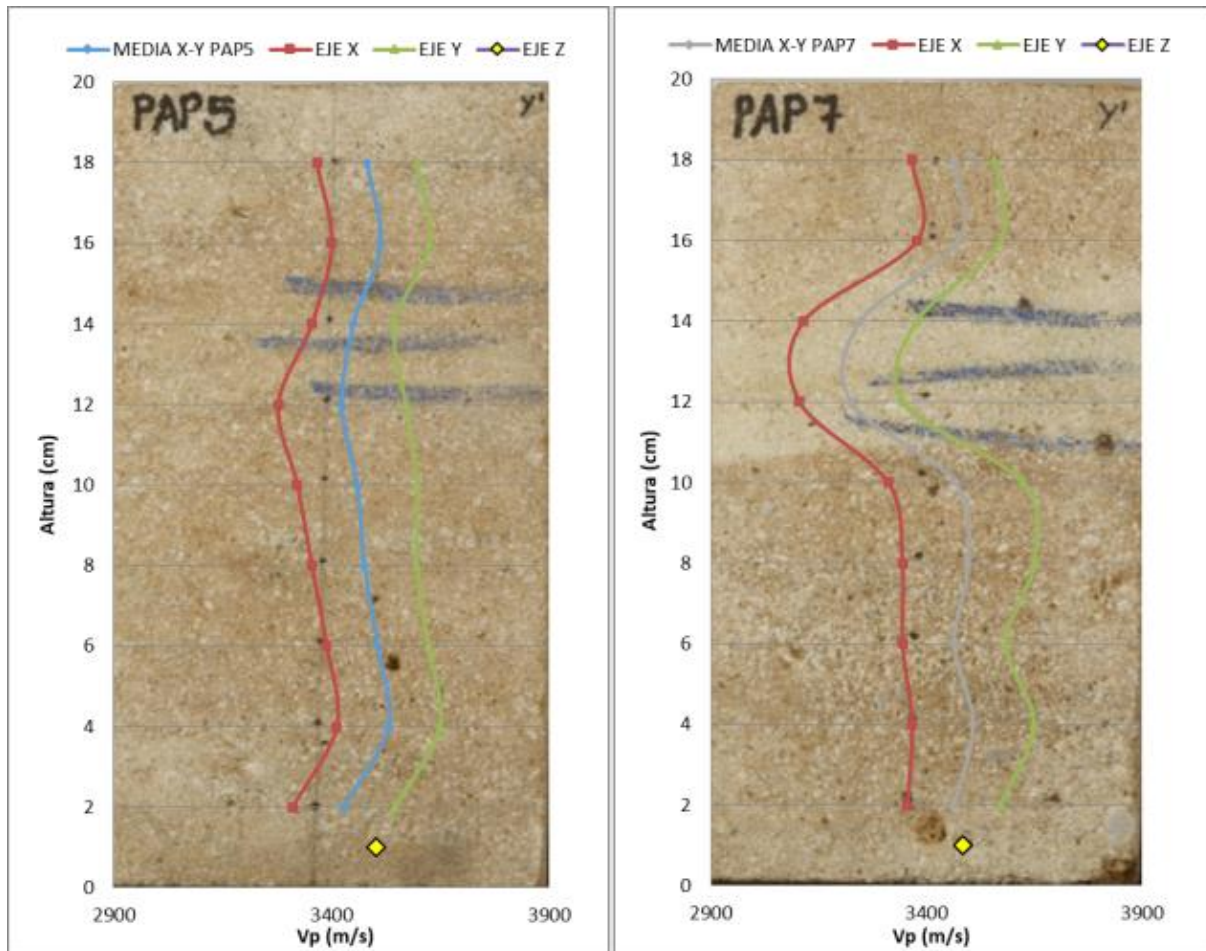 MEDIA X-Y PAP5 EJE X EJE Y EJE Z
20
18
16
14
12
10
8
6
4
2
0
Altura (cm)
PAP5 Y'
2900 3400 3900
Vp (m/s)
MEDIA X-Y PAP7 EJE X EJE Y EJE Z
20
18
16
14
12
10
8
6
4
2
0
Altura (cm)
PAP7 Y'
2900 3400 3900
Vp (m/s)